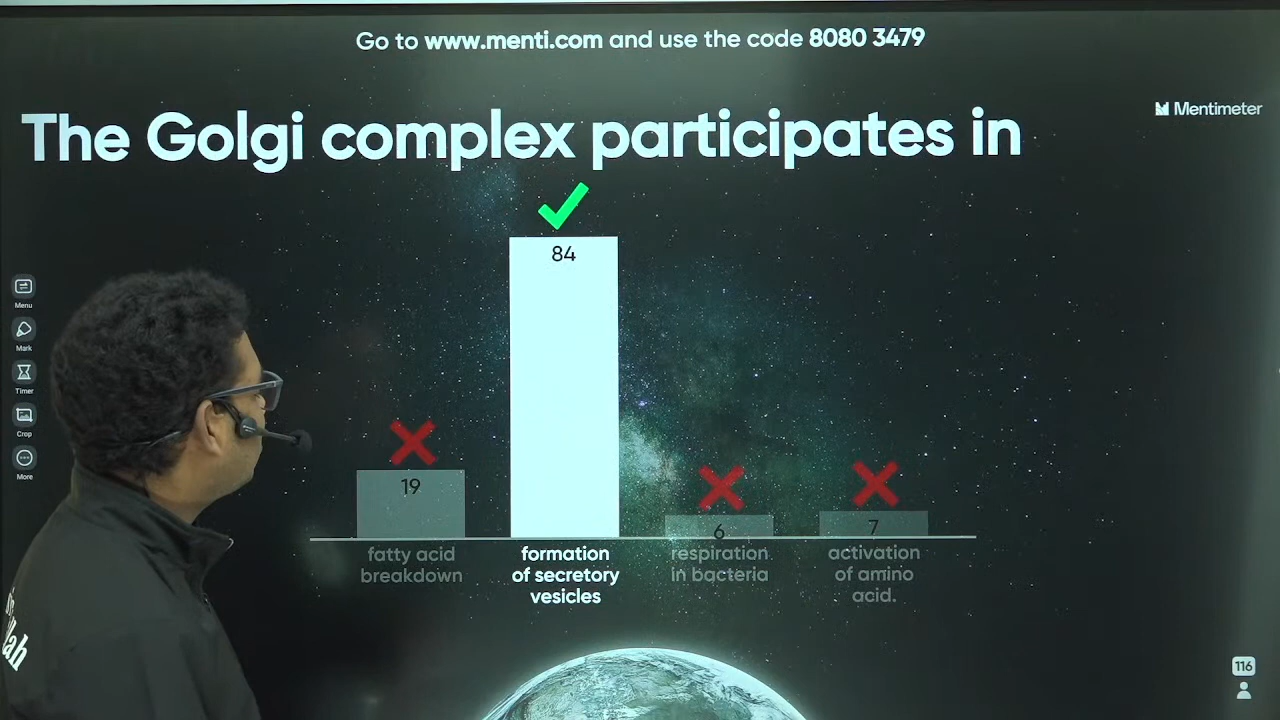 Go to www.menti.com and use the code 8080 3479
Mentimeter
The Golgi complex participates in
84
19
6
7
fatty acid
breakdown
formation
of secretory
vesicles
respiration
in bacteria
activation
of amino
acid.
Menu
Mark
Timer
Crop
More
116